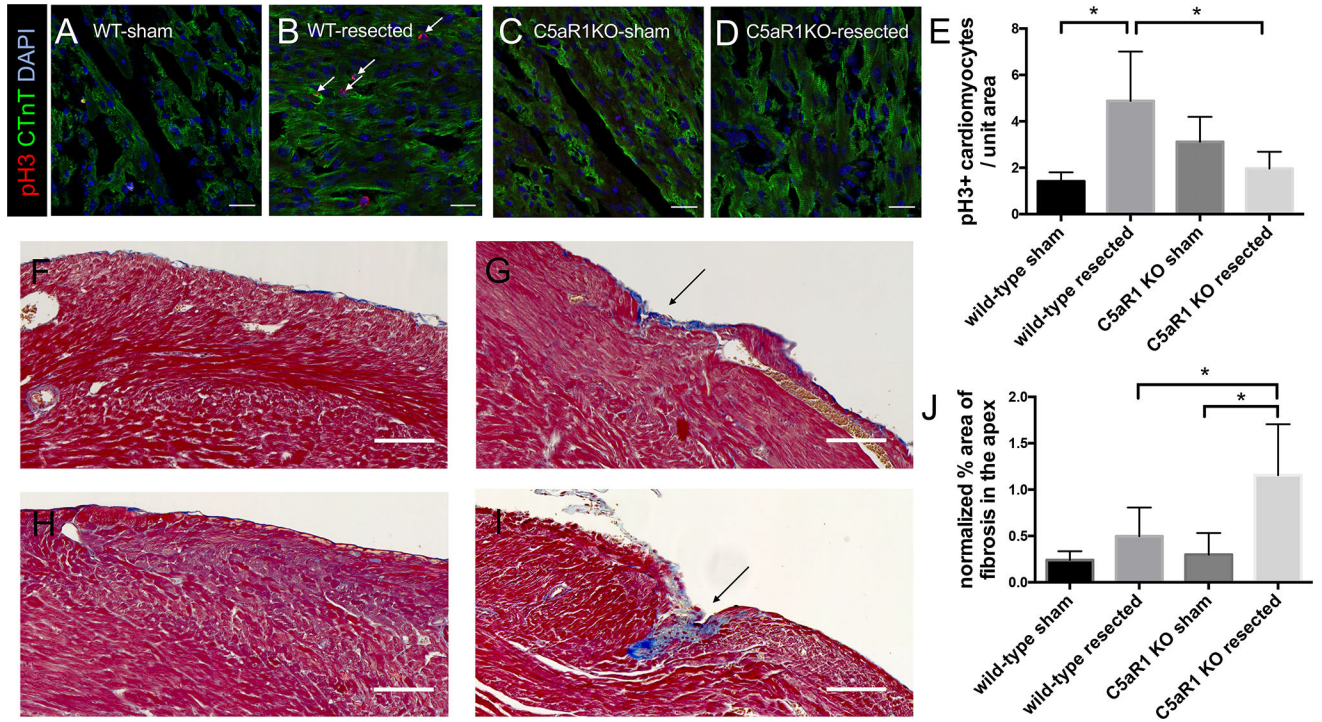 pH3 CTnT DAPI
A WT-sham
B WT-resected
C C5aR1KO-sham
D C5aR1KO-resected
E
pH3+ cardiomyocytes
/ unit area
8
6
4
2
0
* *
wild-type sham
wild-type resected
C5aR1 KO sham
C5aR1 KO resected
F
G
H
I
J
normalized % area of
fibrosis in the apex
2.0
1.5
1.0
0.5
0.0
*
*
wild-type sham
wild-type resected
C5aR1 KO sham
C5aR1 KO resected